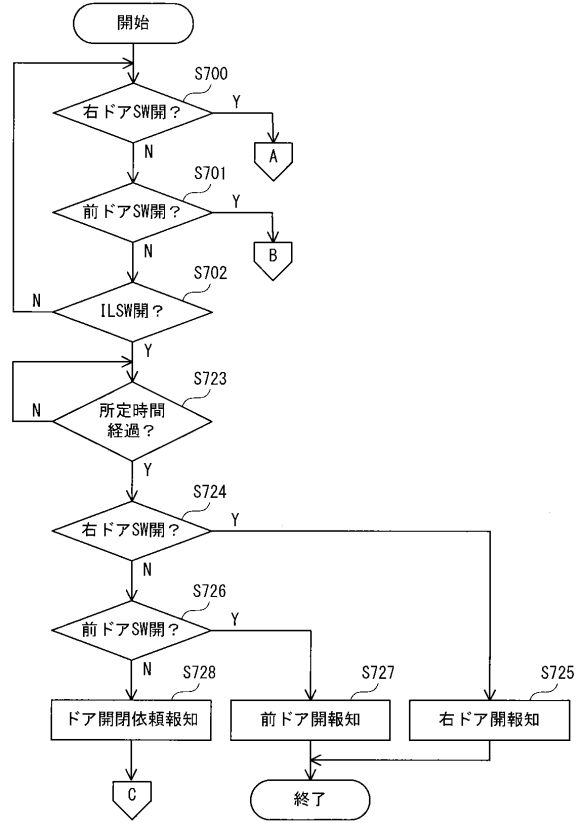 開始
S700
右ドアSW開？
Y
A
N
S701
前ドアSW開？
Y
B
N
S702
ILSW開？
N
Y
S723
所定時間
経過？
N
Y
S724
右ドアSW開？
Y
N
S726
前ドアSW開？
Y
N
S728
ドア開閉依頼報知
S727
前ドア開報知
S725
右ドア開報知
C
終了